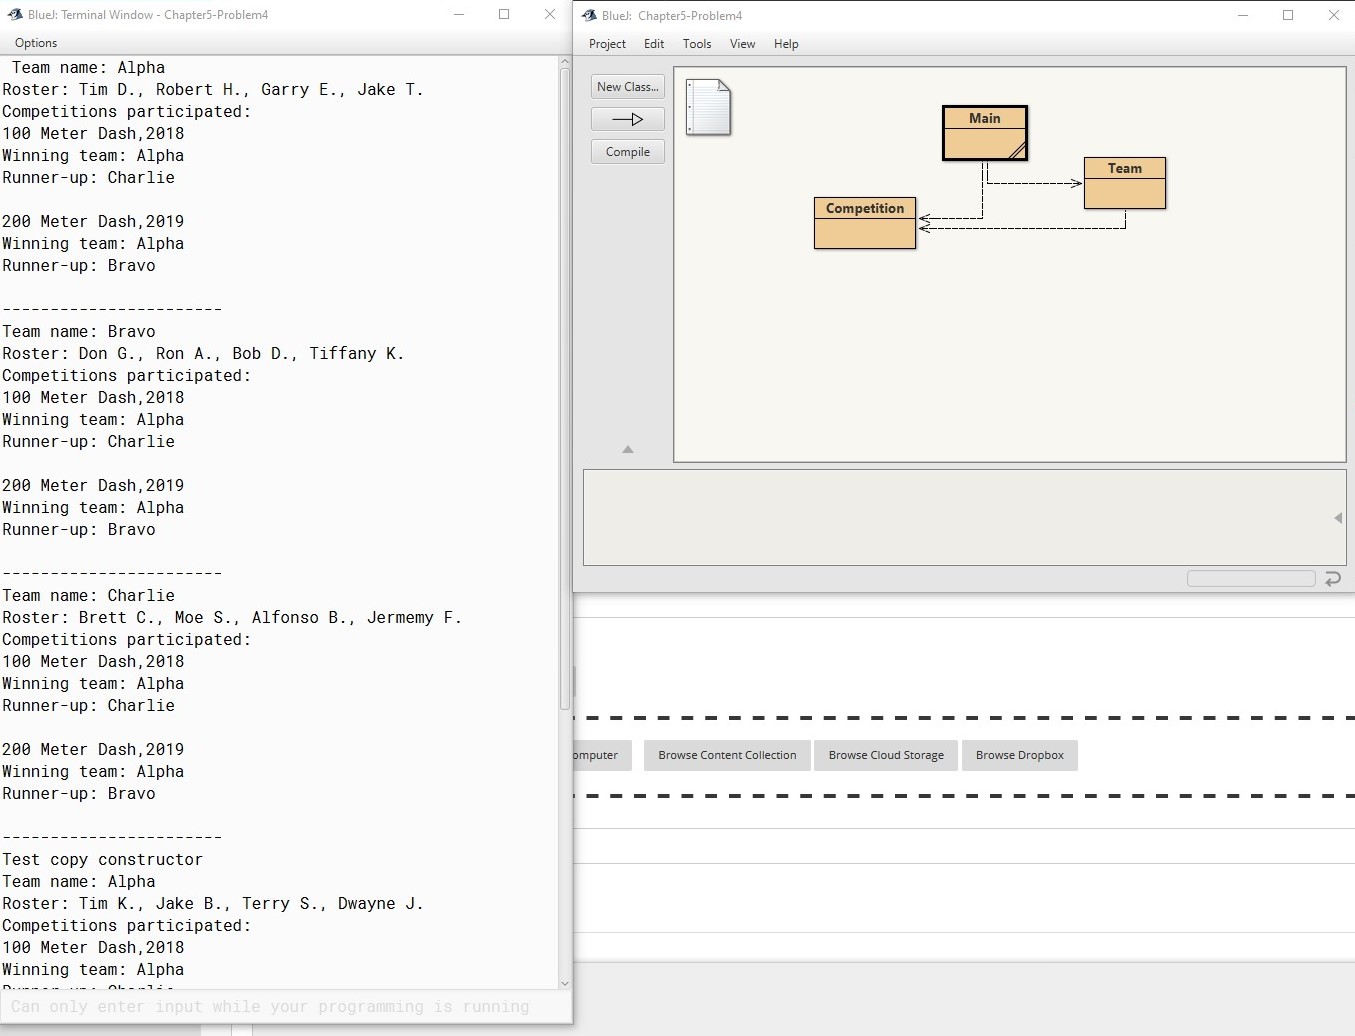 BlueJ: Terminal Window - Chapter5-Problem4
Options
Team name: Alpha
Roster: Tim D., Robert H., Garry E., Jake T.
Competitions participated:
100 Meter Dash,2018
Winning team: Alpha
Runner-up: Charlie
200 Meter Dash,2019
Winning team: Alpha
Runner-up: Bravo
-----------------------
Team name: Bravo
Roster: Don G., Ron A., Bob D., Tiffany K.
Competitions participated:
100 Meter Dash,2018
Winning team: Alpha
Runner-up: Charlie
200 Meter Dash,2019
Winning team: Alpha
Runner-up: Bravo
-----------------------
Team name: Charlie
Roster: Brett C., Moe S., Alfonso B., Jermemy F.
Competitions participated:
100 Meter Dash,2018
Winning team: Alpha
Runner-up: Charlie
200 Meter Dash,2019
Winning team: Alpha
Runner-up: Bravo
-----------------------
Test copy constructor
Team name: Alpha
Roster: Tim K., Jake B., Terry S., Dwayne J.
Competitions participated:
100 Meter Dash,2018
Winning team: Alpha
Runner-up: Charlie
Can only enter input while your programming is running
BlueJ: Chapter5-Problem4
Project Edit Tools View Help
New Class...
Compile
Main
Team
Competition
omputer
Browse Content Collection
Browse Cloud Storage
Browse Dropbox